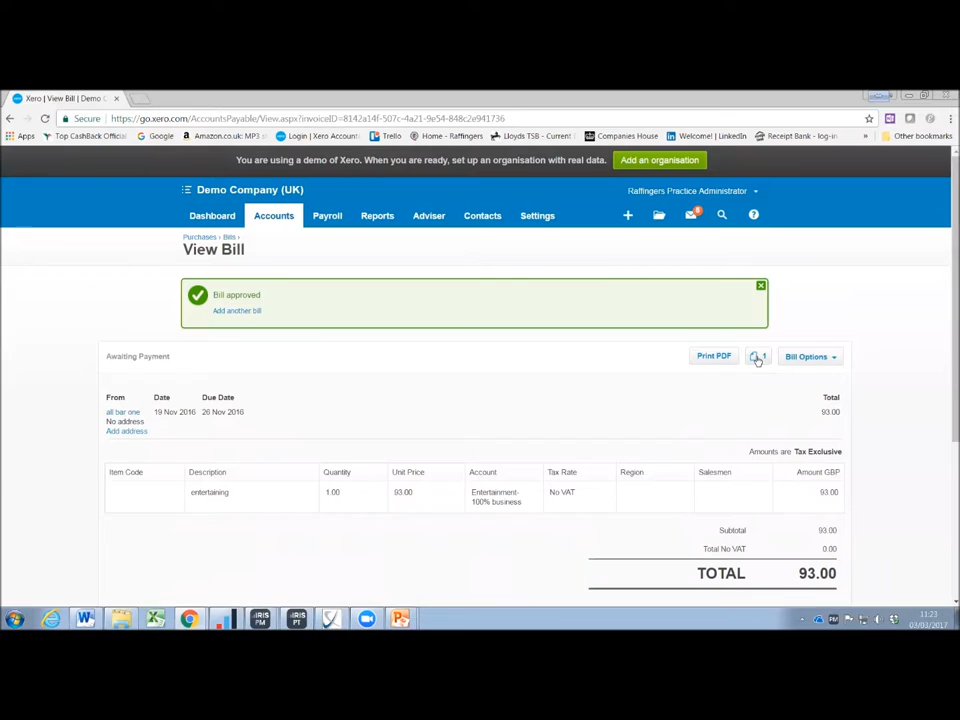 Xero | View Bill | Demo C
Secure https://go.xero.com/AccountsPayable/View.aspx?invoiceID=8142a14f-507c-4a21-9e54-848c2e941736
Apps Top CashBack Official Google Amazon.co.uk: MP3 s Login | Xero Account Trello Home - Raffingers Lloyds TSB - Current Companies House Welcome! | LinkedIn Receipt Bank - log-in » Other bookmarks
You are using a demo of Xero. When you are ready, set up an organisation with real data. Add an organisation
Demo Company (UK) Raffingers Practice Administrator
Dashboard Accounts Payroll Reports Adviser Contacts Settings
Purchases › Bills ›
View Bill
Bill approved
Add another bill
Awaiting Payment Print PDF 1 Bill Options
From Date Due Date Total
all bar one 19 Nov 2016 26 Nov 2016 93.00
No address
Add address
Amounts are Tax Exclusive
Item Code Description Quantity Unit Price Account Tax Rate Region Salesmen Amount GBP
entertaining 1.00 93.00 Entertainment- No VAT 93.00
100% business
Subtotal 93.00
Total No VAT 0.00
TOTAL 93.00
IRIS PM IRIS PT PM 11:23
03/03/2017